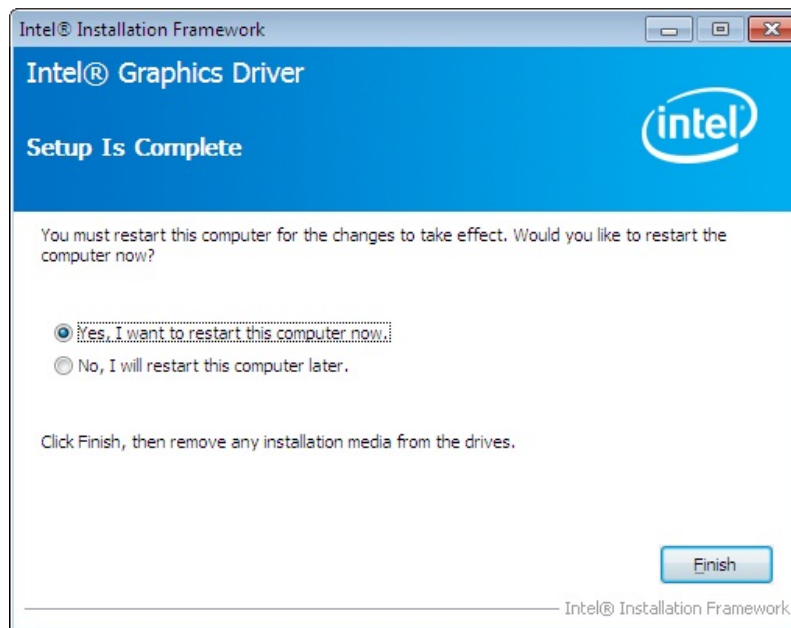 Intel® Installation Framework
Intel® Graphics Driver
intel®
Setup Is Complete
You must restart this computer for the changes to take effect. Would you like to restart the
computer now?
Yes, I want to restart this computer now.
No, I will restart this computer later.
Click Finish, then remove any installation media from the drives.
Finish
Intel® Installation Framework